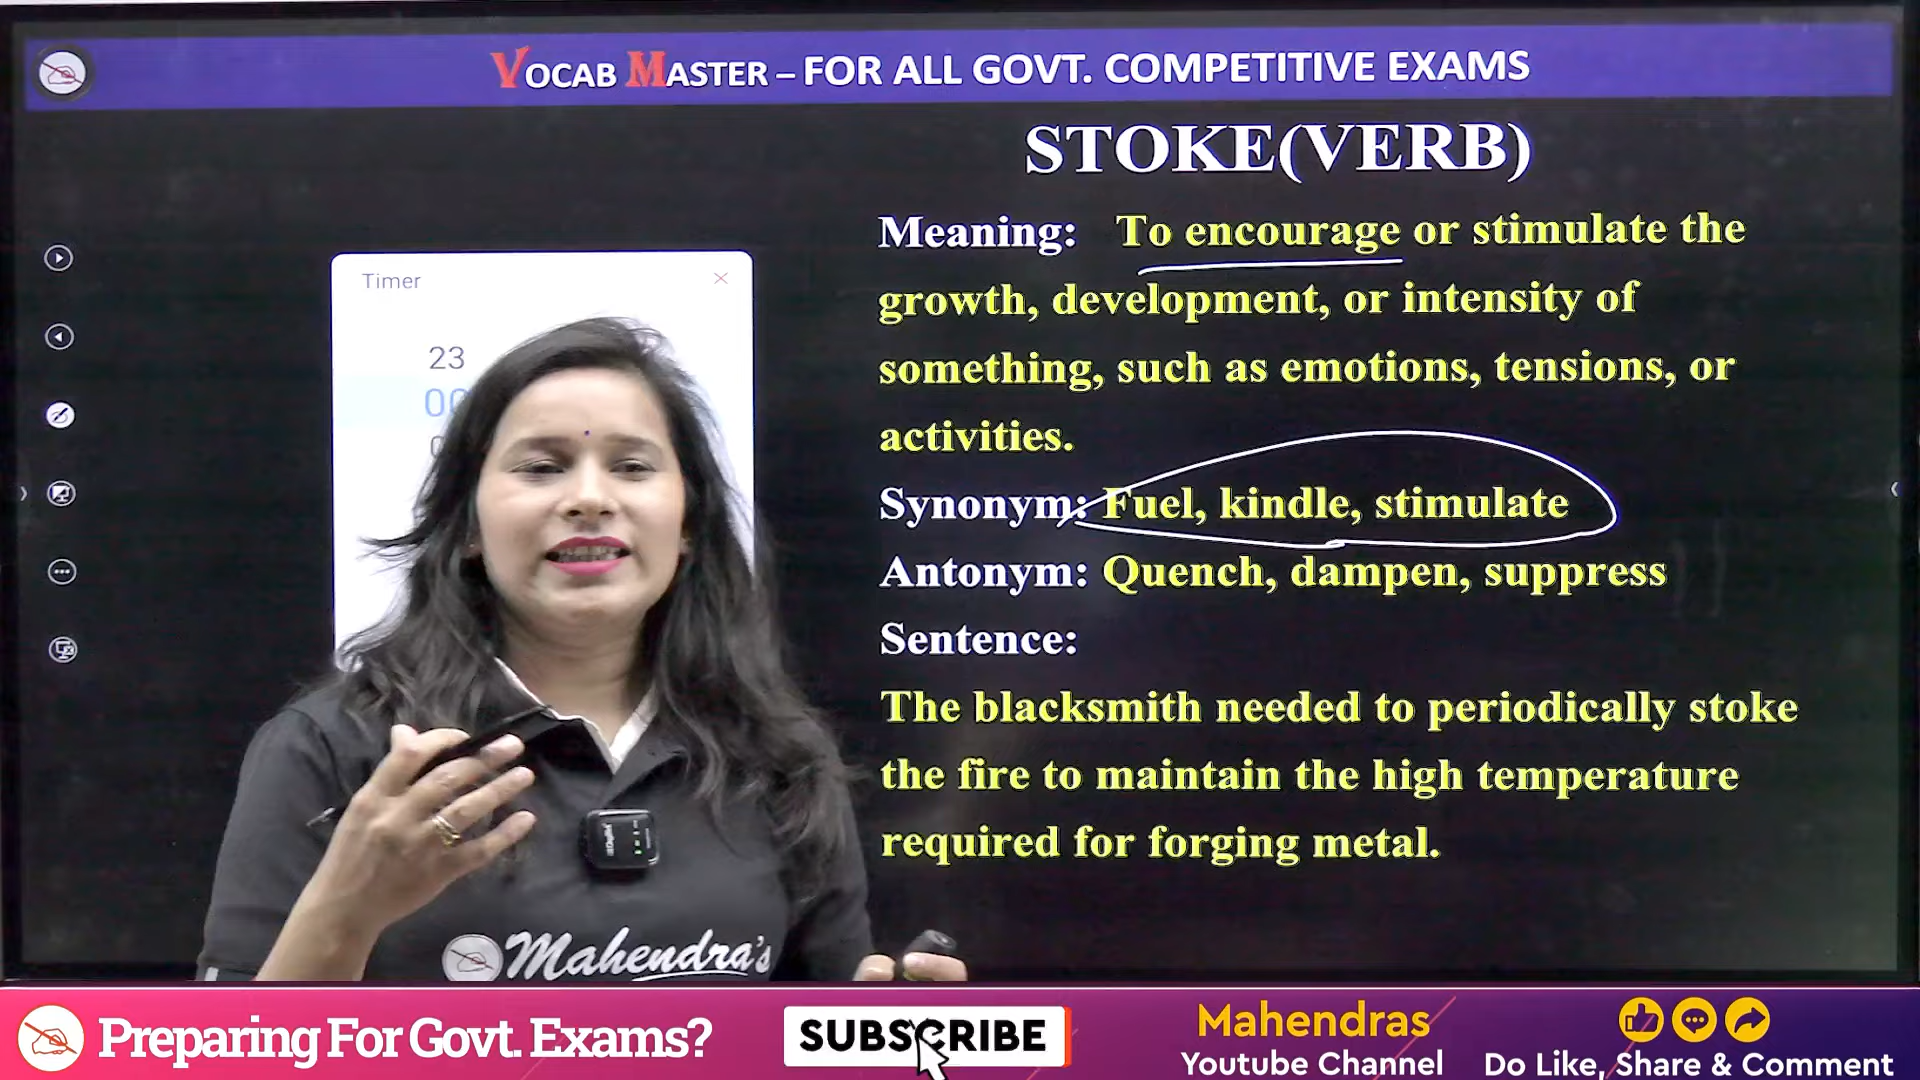 VOCAB MASTER – FOR ALL GOVT. COMPETITIVE EXAMS
STOKE(VERB)
Meaning: To encourage or stimulate the
growth, development, or intensity of
something, such as emotions, tensions, or
activities.
Synonym: Fuel, kindle, stimulate
Antonym: Quench, dampen, suppress
Sentence:
The blacksmith needed to periodically stoke
the fire to maintain the high temperature
required for forging metal.
Timer
23
00
Mahendra's
Preparing For Govt. Exams?
SUBSCRIBE
Mahendras
Youtube Channel
Do Like, Share & Comment